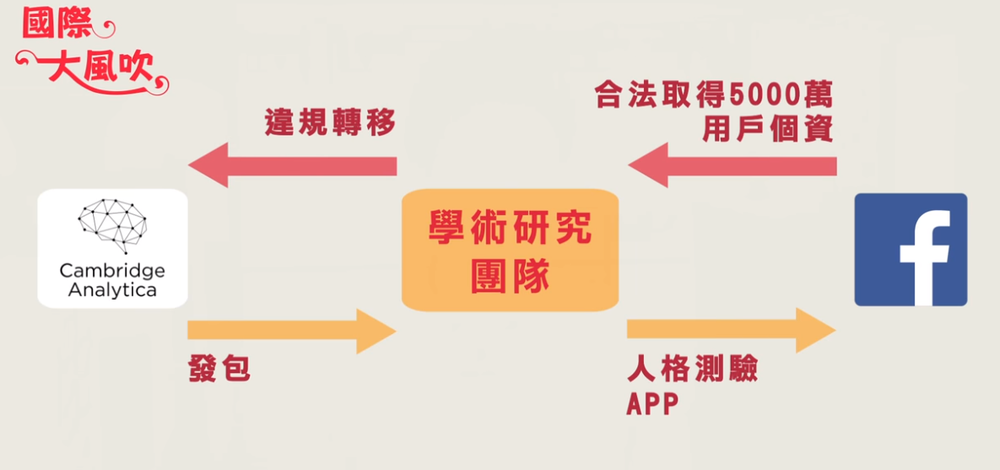 國際
大風吹
違規轉移
合法取得5000萬
用戶個資
Cambridge
Analytica
學術研究
團隊
f
發包
人格測驗
APP